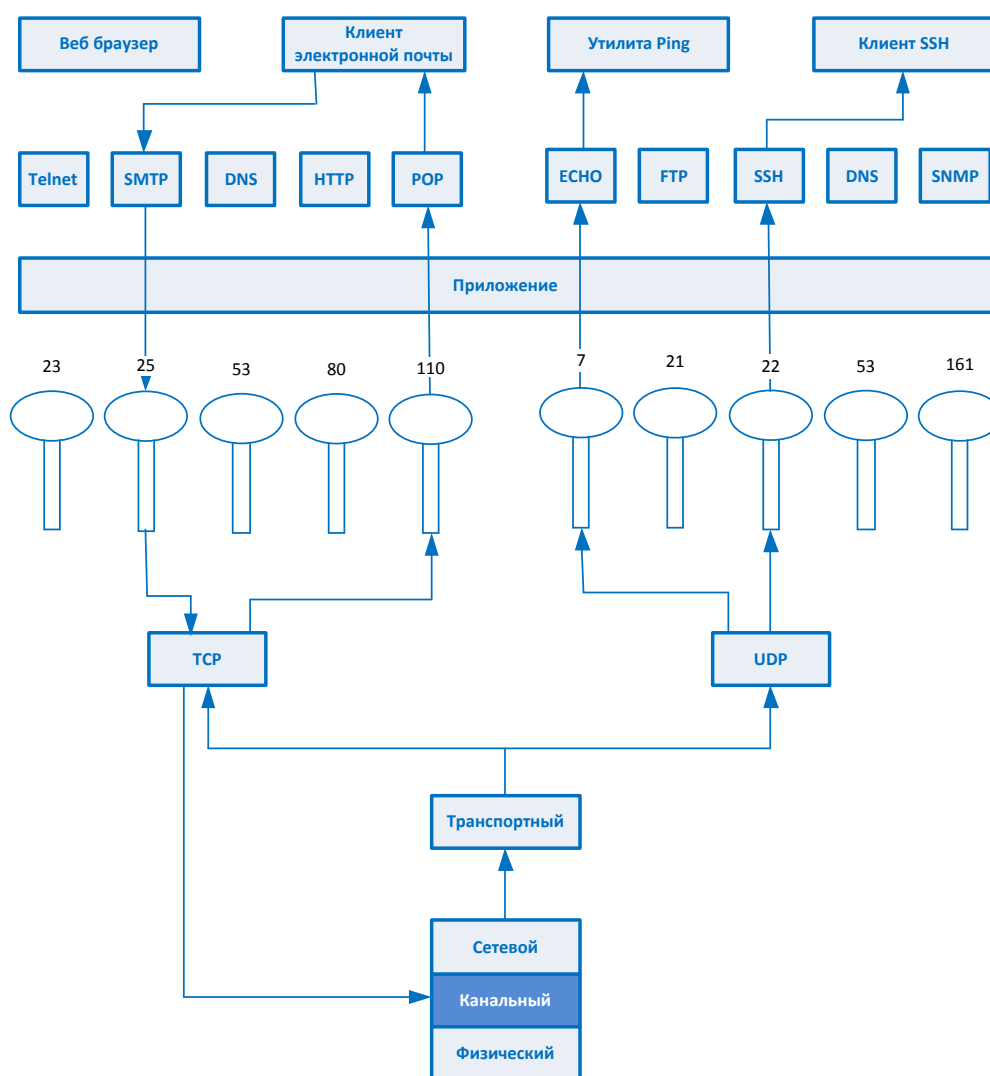 Веб браузер
Клиент
электронной почты
Утилита Ping
Клиент SSH
Telnet
SMTP
DNS
HTTP
POP
ECHO
FTP
SSH
DNS
SNMP
Приложение
23
25
53
80
110
7
21
22
53
161
TCP
UDP
Транспортный
Сетевой
Канальный
Физический